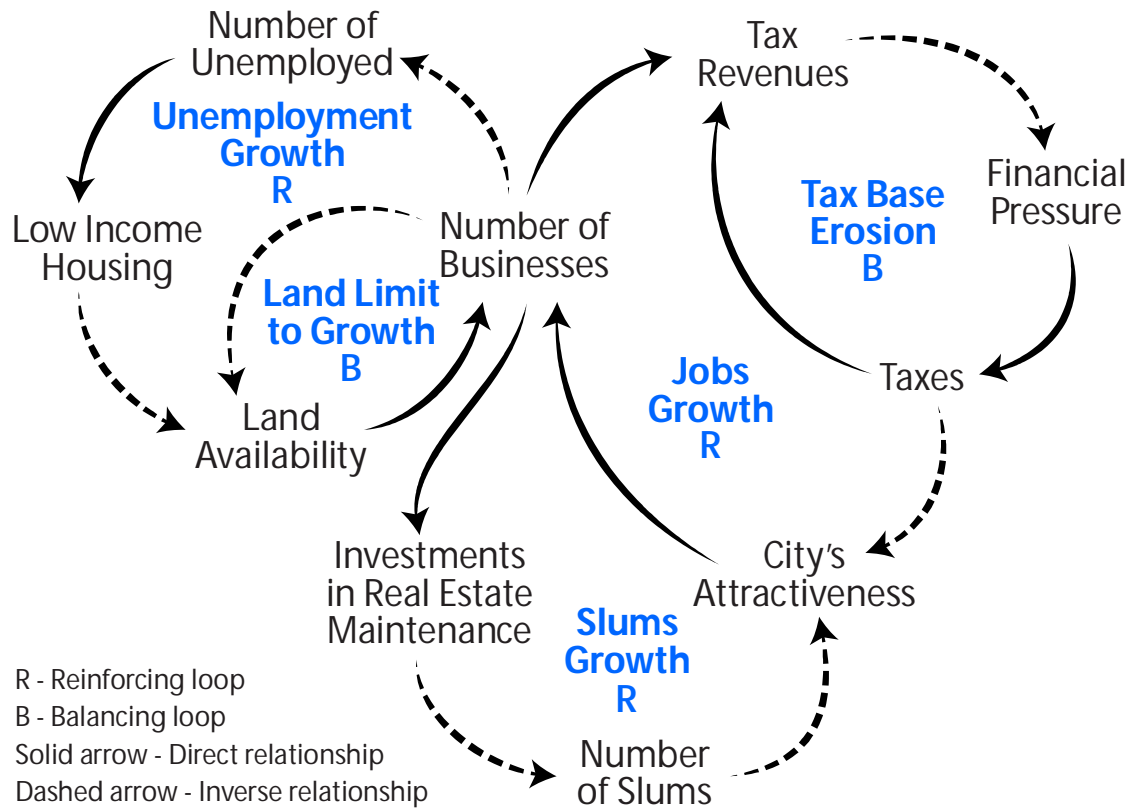 Number of
Unemployed
Tax
Revenues
Unemployment
Growth
R
Financial
Pressure
Tax Base
Erosion
B
Low Income
Housing
Number of
Businesses
Land Limit
to Growth
B
Jobs
Growth
R
Taxes
Land
Availability
Investments
in Real Estate
Maintenance
City's
Attractiveness
Slums
Growth
R
Number
of Slums
R - Reinforcing loop
B - Balancing loop
Solid arrow - Direct relationship
Dashed arrow - Inverse relationship